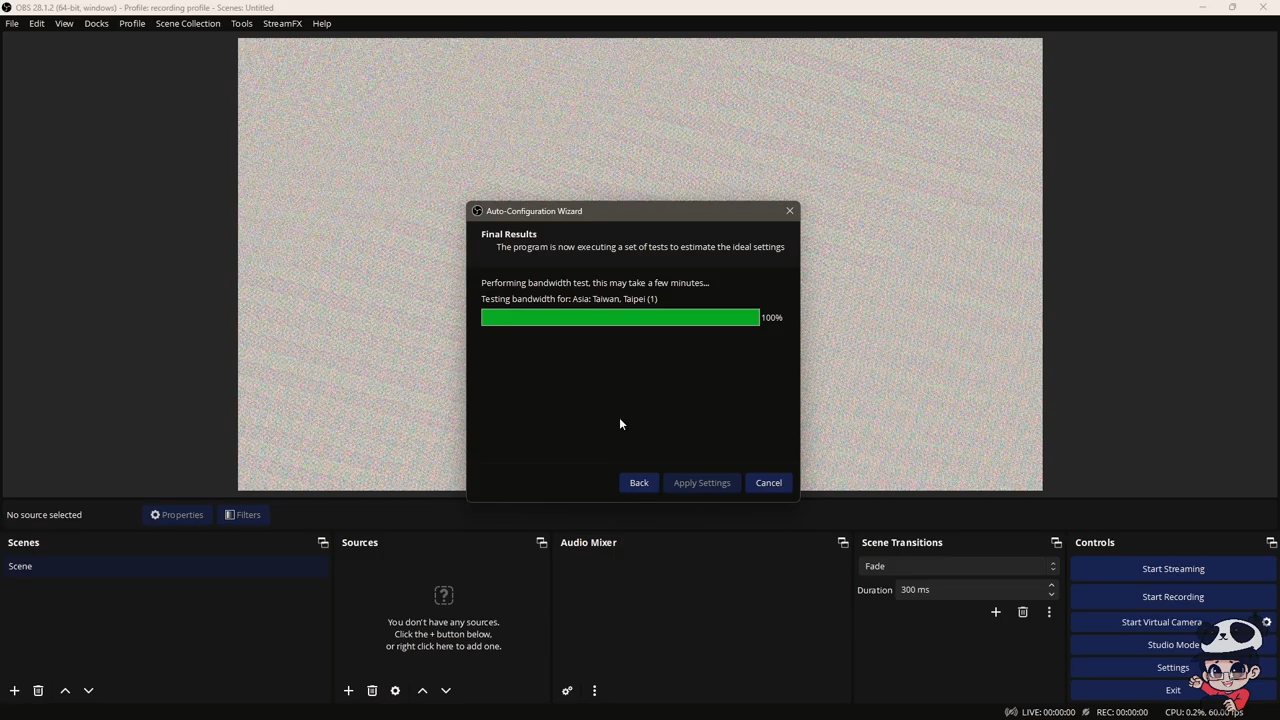 OBS 28.1.2 (64-bit, windows) - Profile: recording profile - Scenes: Untitled
File Edit View Docks Profile Scene Collection Tools StreamFX Help
Auto-Configuration Wizard
Final Results
The program is now executing a set of tests to estimate the ideal settings
Performing bandwidth test, this may take a few minutes...
Testing bandwidth for: Asia: Taiwan, Taipei (1)
100%
Back Apply Settings Cancel
No source selected Properties Filters
Scenes
Scene
Sources
You don't have any sources.
Click the + button below,
or right click here to add one.
Audio Mixer
Scene Transitions
Fade
Duration 300 ms
Controls
Start Streaming
Start Recording
Start Virtual Camera
Studio Mode
Settings
Exit
LIVE: 00:00:00 REC: 00:00:00 CPU: 0.2%, 60.00 fps